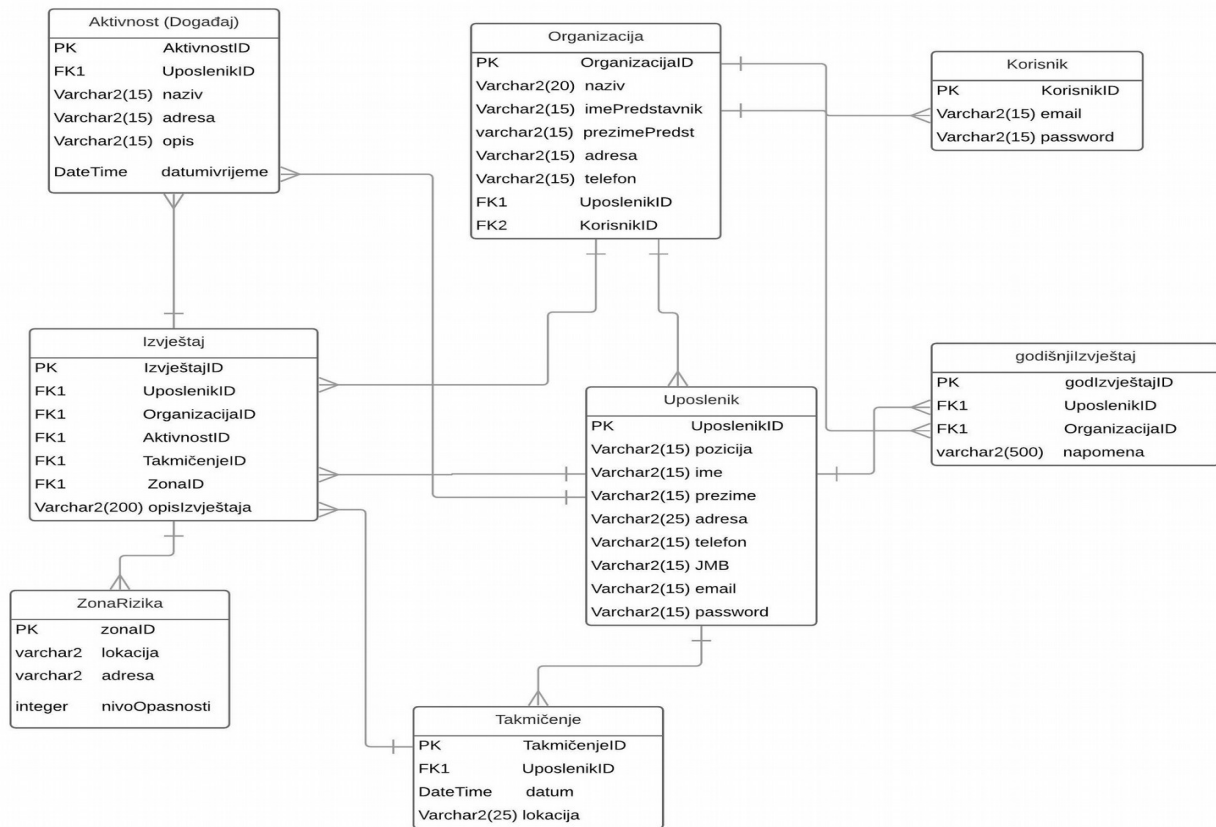 Aktivnost (Događaj)
PK AktivnostID
FK1 UposlenikID
Varchar2(15) naziv
Varchar2(15) adresa
Varchar2(15) opis
DateTime datumivrijeme
Organizacija
PK OrganizacijaID
Varchar2(20) naziv
Varchar2(15) imePredstavnik
varchar2(15) prezimePredst
Varchar2(15) adresa
Varchar2(15) telefon
FK1 UposlenikID
FK2 KorisnikID
Korisnik
PK KorisnikID
Varchar2(15) email
Varchar2(15) password
Izvještaj
PK IzvještajID
FK1 UposlenikID
FK1 OrganizacijaID
FK1 AktivnostID
FK1 TakmičenjeID
FK1 ZonaID
Varchar2(200) opisIzvještaja
Uposlenik
PK UposlenikID
Varchar2(15) pozicija
Varchar2(15) ime
Varchar2(15) prezime
Varchar2(25) adresa
Varchar2(15) telefon
Varchar2(15) JMB
Varchar2(15) email
Varchar2(15) password
godišnjiIzvještaj
PK godIzvještajID
FK1 UposlenikID
FK1 OrganizacijaID
varchar2(500) napomena
ZonaRizika
PK zonaID
varchar2 lokacija
varchar2 adresa
integer nivoOpasnosti
Takmičenje
PK TakmičenjeID
FK1 UposlenikID
DateTime datum
Varchar2(25) lokacija